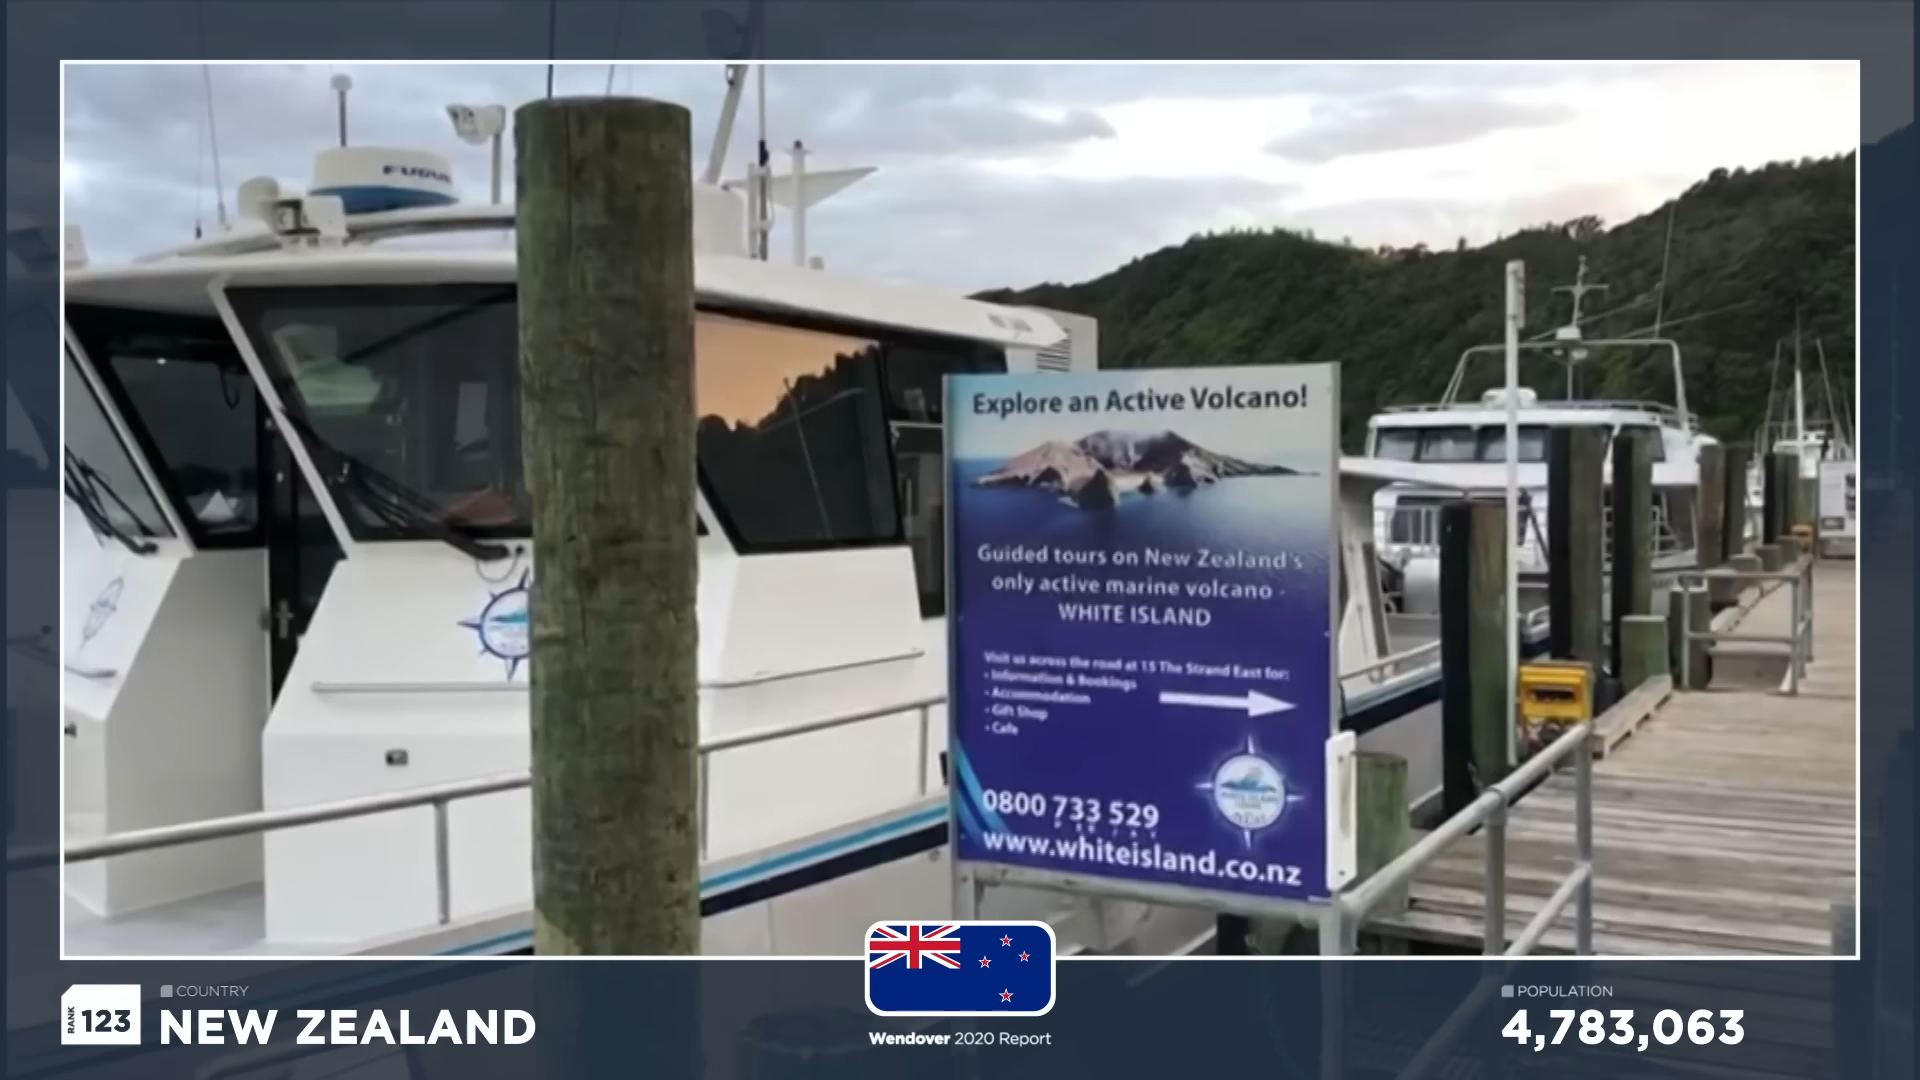 FURUNO
Explore an Active Volcano!
Guided tours on New Zealand's
only active marine volcano -
WHITE ISLAND
Visit us across the road at 15 The Strand East for:
• Information & Bookings
• Accommodation
• Gift Shop
• Cafe
0800 733 529
www.whiteisland.co.nz
RANK
123
COUNTRY
NEW ZEALAND
Wendover 2020 Report
POPULATION
4,783,063